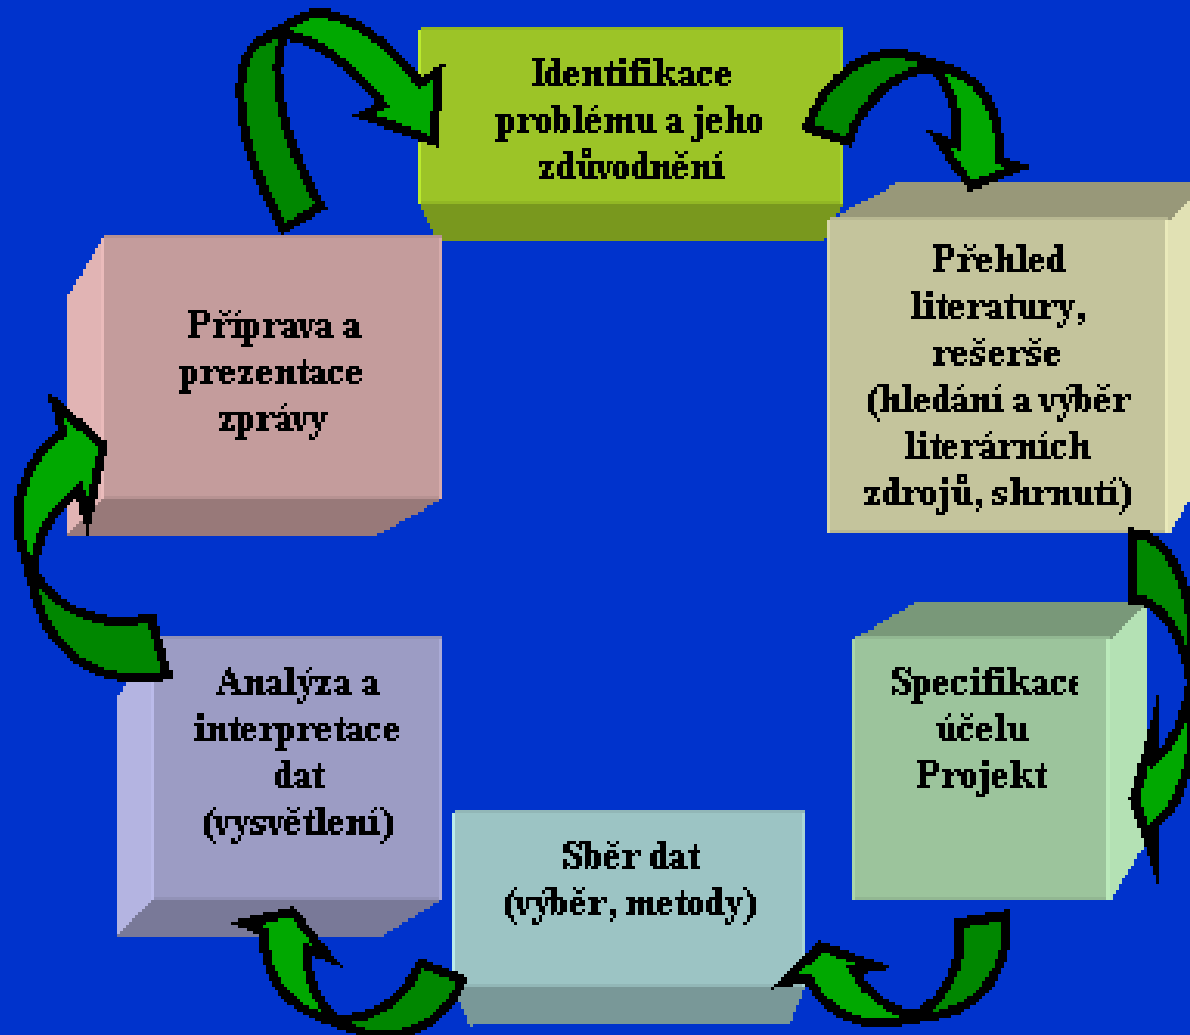 Identifikace
problému a jeho
zdůvodnění
Přehled
literatury,
rešerše
(hledání a výběr
literárních
zdrojů, shrnutí)
Specifikace
účelu
Projekt
Sběr dat
(výběr, metody)
Analýza a
interpretace
dat
(vysvětlení)
Příprava a
prezentace
zprávy